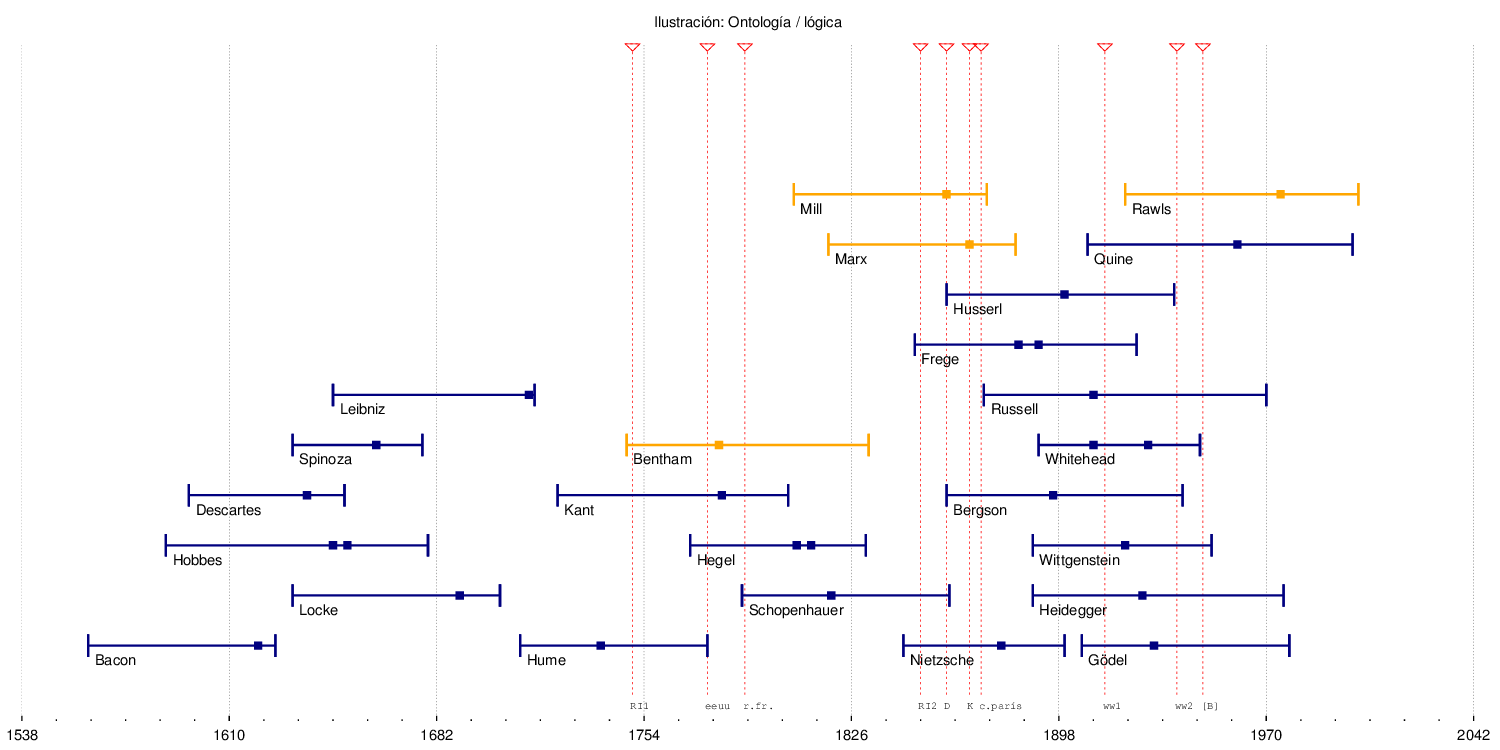 Ilustración: Ontología / lógica
Mill
Rawls
Marx
Quine
Husserl
Frege
Leibniz
Russell
Spinoza
Bentham
Whitehead
Descartes
Kant
Bergson
Hobbes
Hegel
Wittgenstein
Locke
Schopenhauer
Heidegger
Bacon
Hume
Nietzsche
Gödel
RI1 eeuu r.fr. RI2 D K c.paris ww1 ww2 [B]
1538 1610 1682 1754 1826 1898 1970 2042